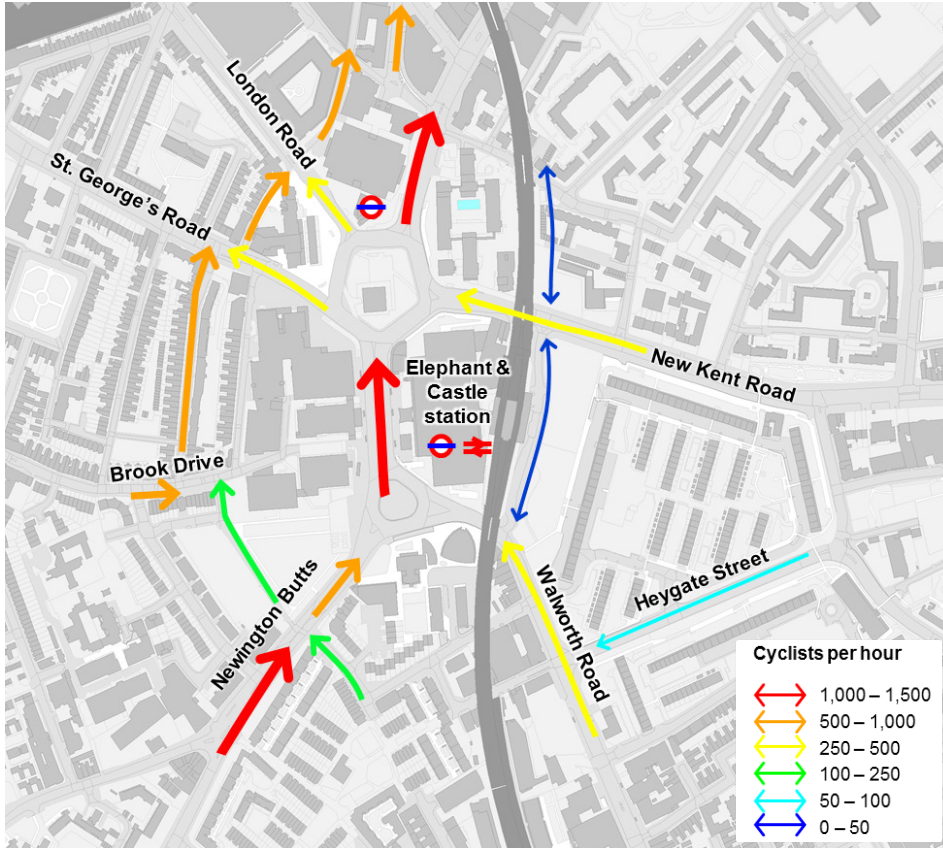 London Road
St. George's Road
Elephant &
Castle
station
New Kent Road
Brook Drive
Newington Butts
Walworth Road
Heygate Street
Cyclists per hour
1,000 – 1,500
500 – 1,000
250 – 500
100 – 250
50 – 100
0 – 50